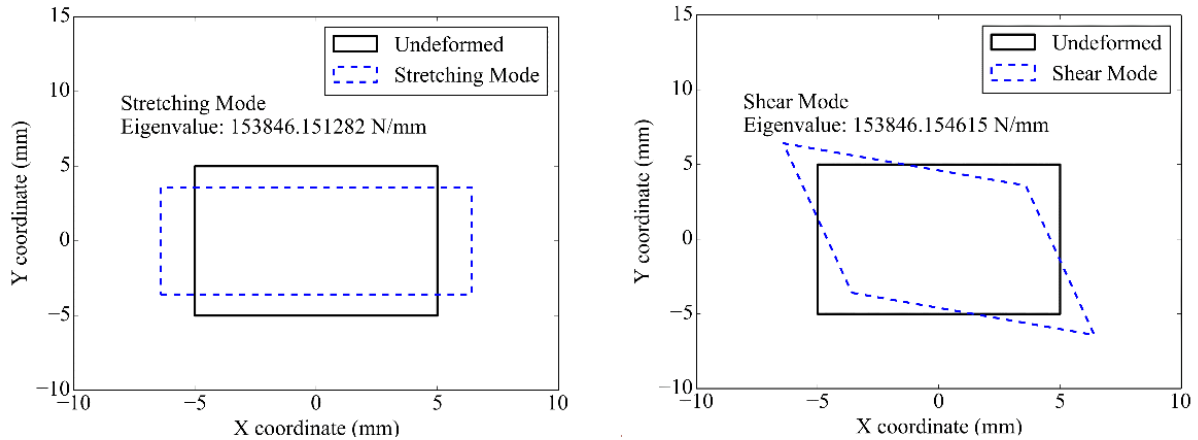 15
10
5
0
−5
−10
−10
−5
0
5
10
Y coordinate (mm)
X coordinate (mm)
Undeformed
Stretching Mode
Stretching Mode
Eigenvalue: 153846.151282 N/mm
15
10
5
0
−5
−10
−10
−5
0
5
10
Y coordinate (mm)
X coordinate (mm)
Undeformed
Shear Mode
Shear Mode
Eigenvalue: 153846.154615 N/mm